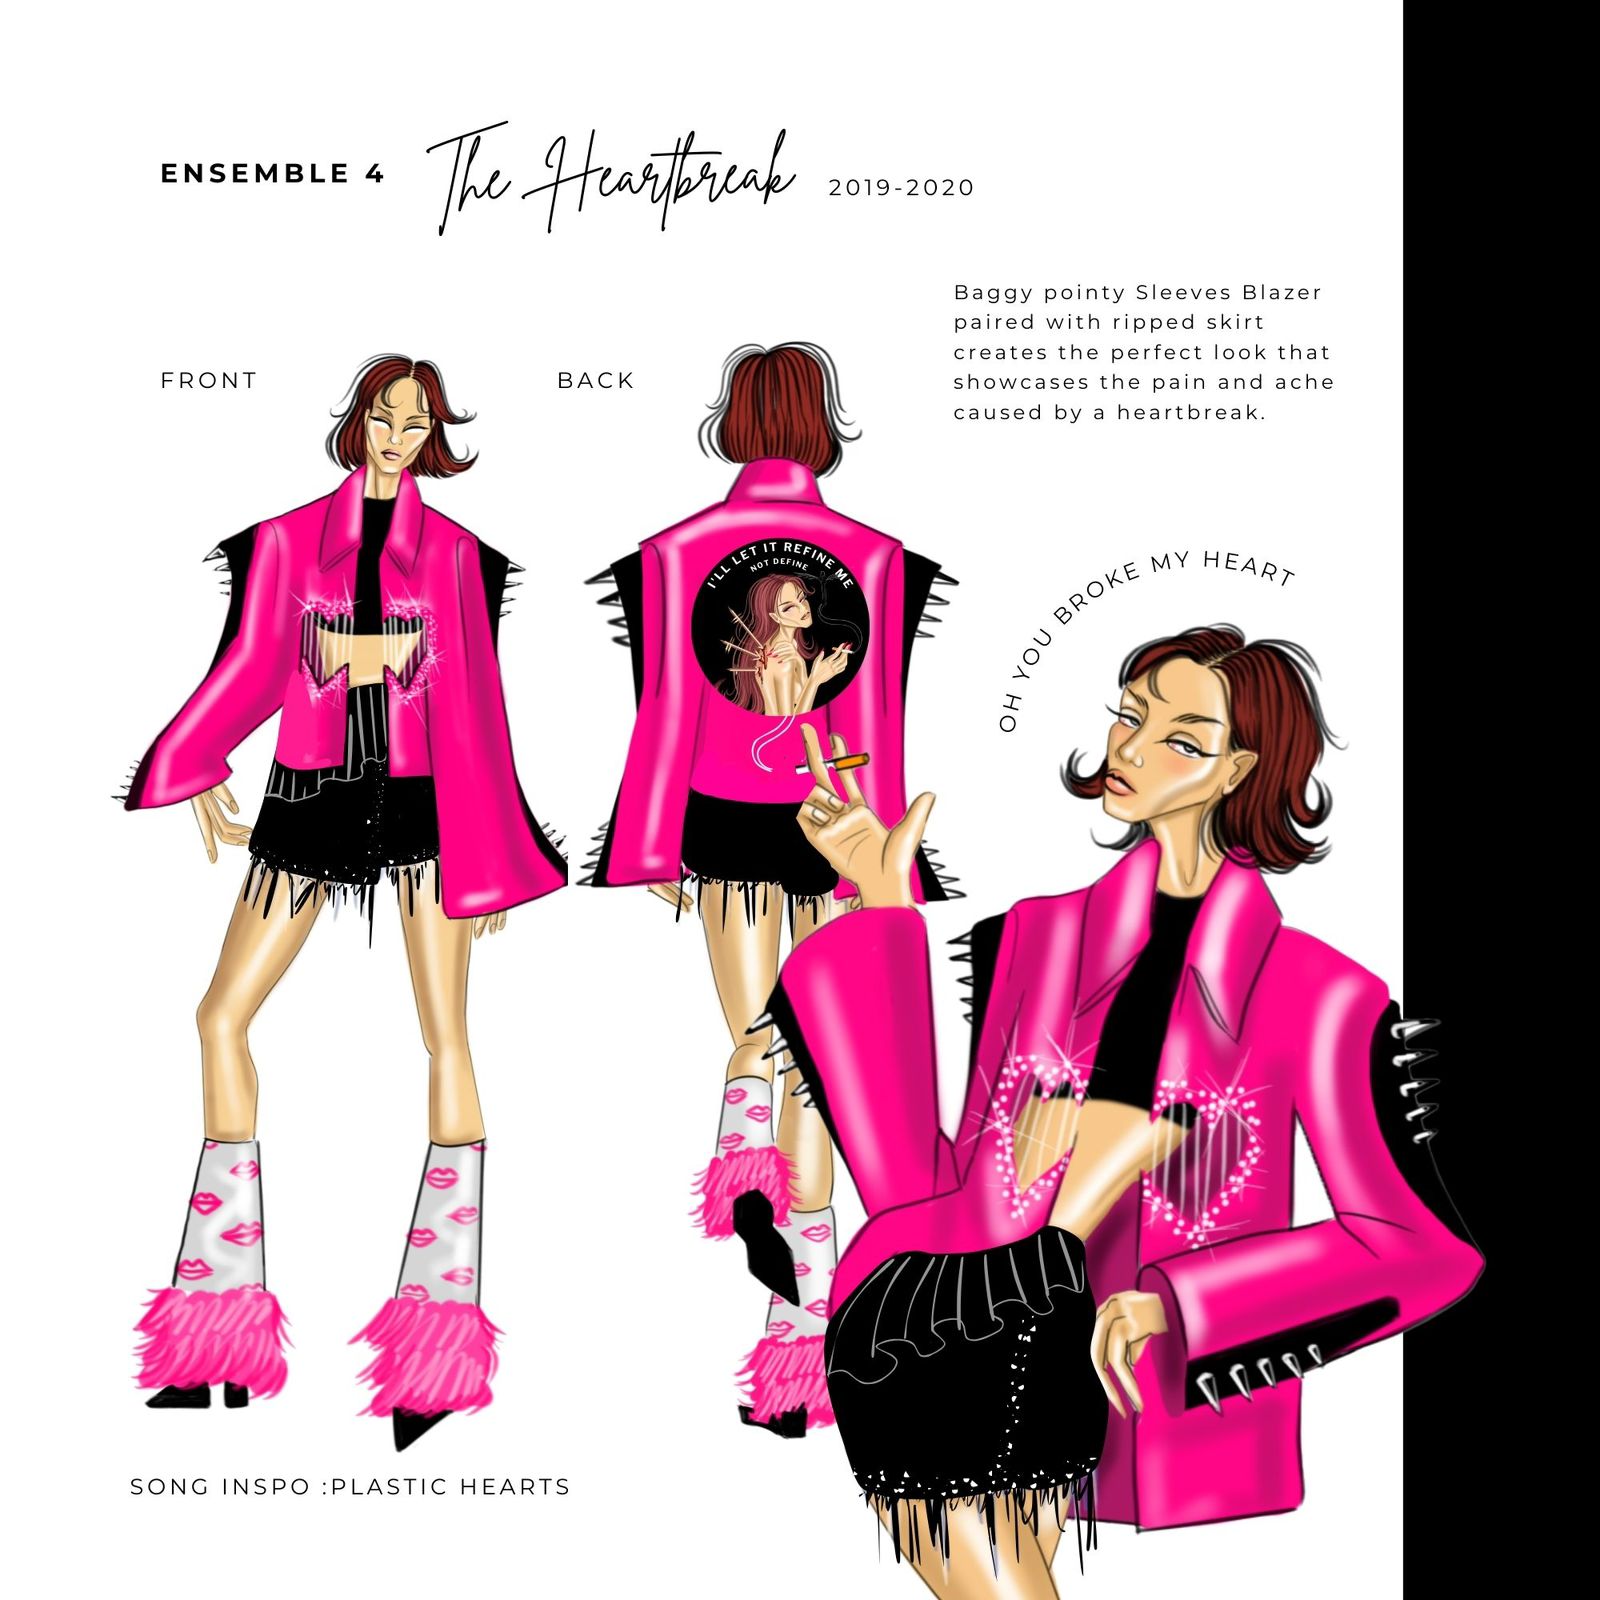 ENSEMBLE 4 The Heartbreak 2019-2020
Baggy pointy Sleeves Blazer
paired with ripped skirt
creates the perfect look that
showcases the pain and ache
caused by a heartbreak.
FRONT
BACK
I'LL LET IT REFINE ME
NOT DEFINE
OH YOU BROKE MY HEART
SONG INSPO :PLASTIC HEARTS